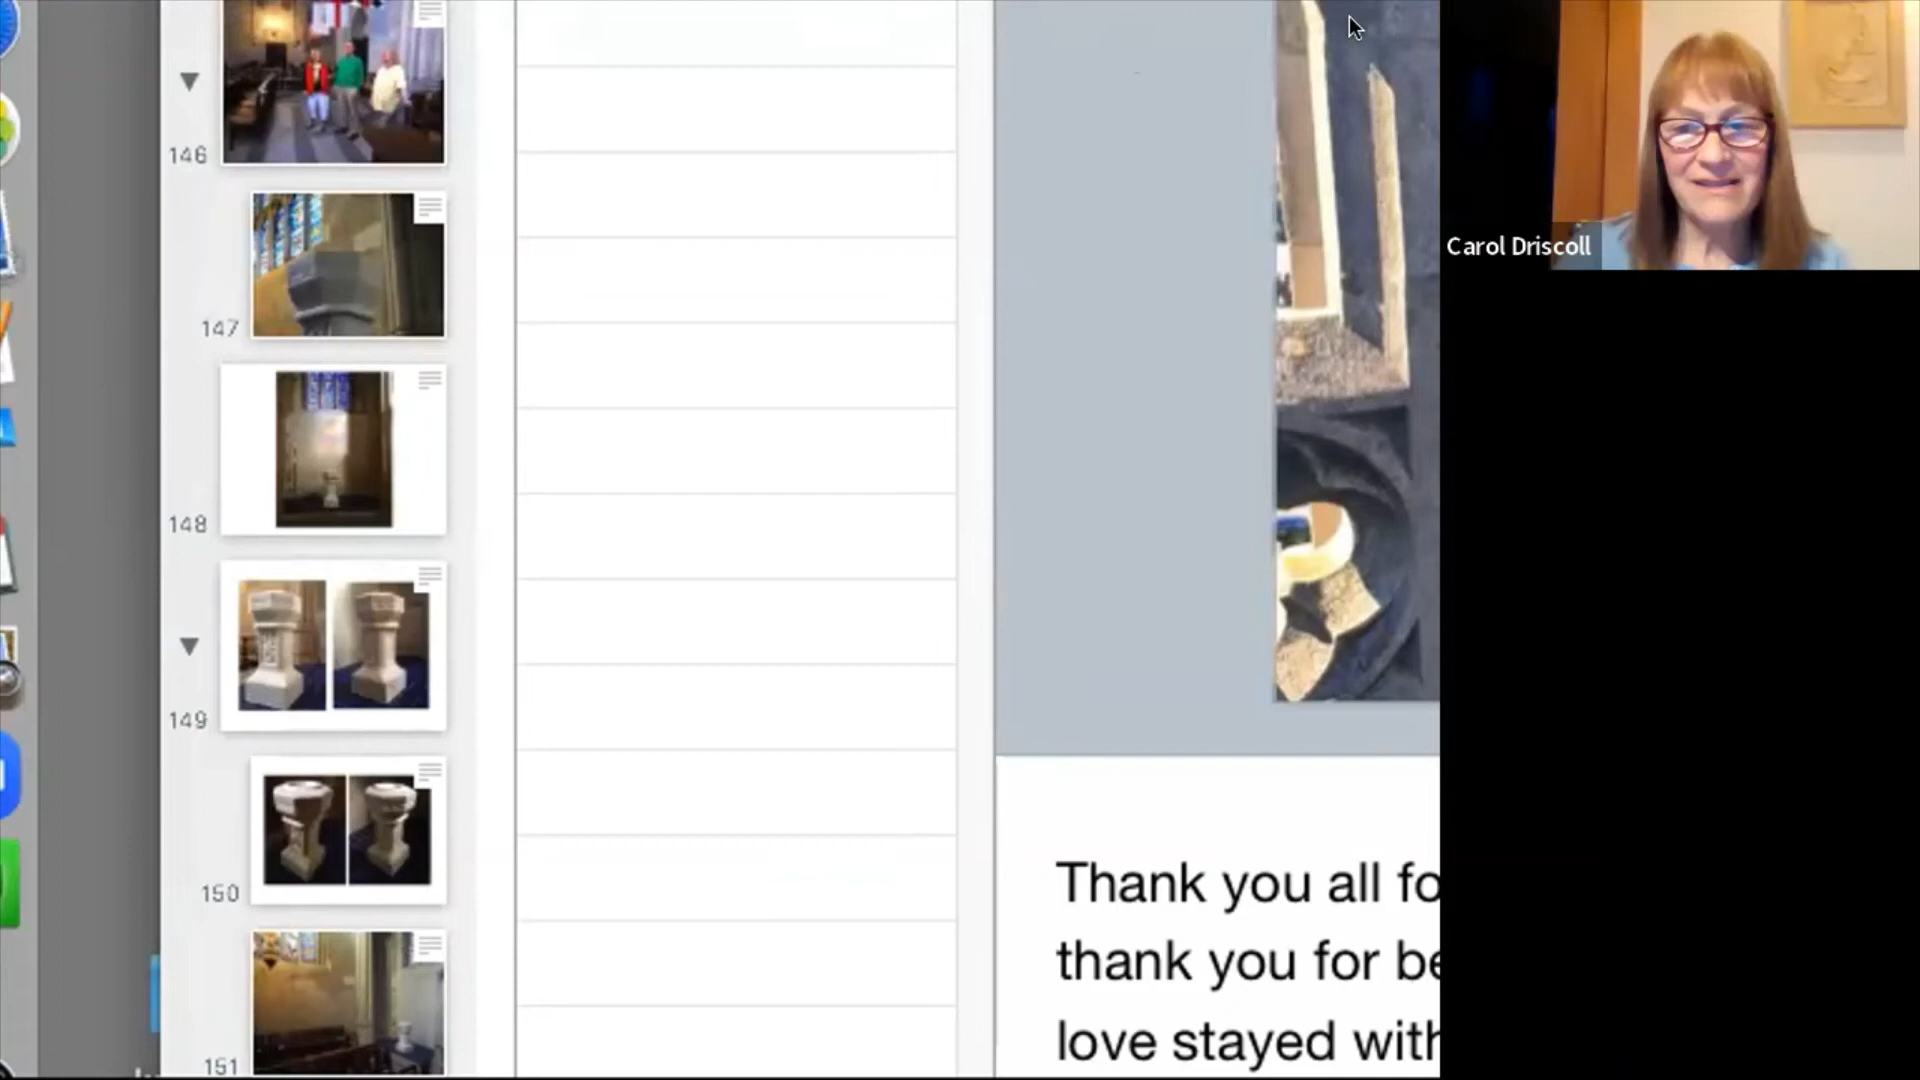 146
147
148
149
150
151
Carol Driscoll
Thank you all fo
thank you for be
love stayed with